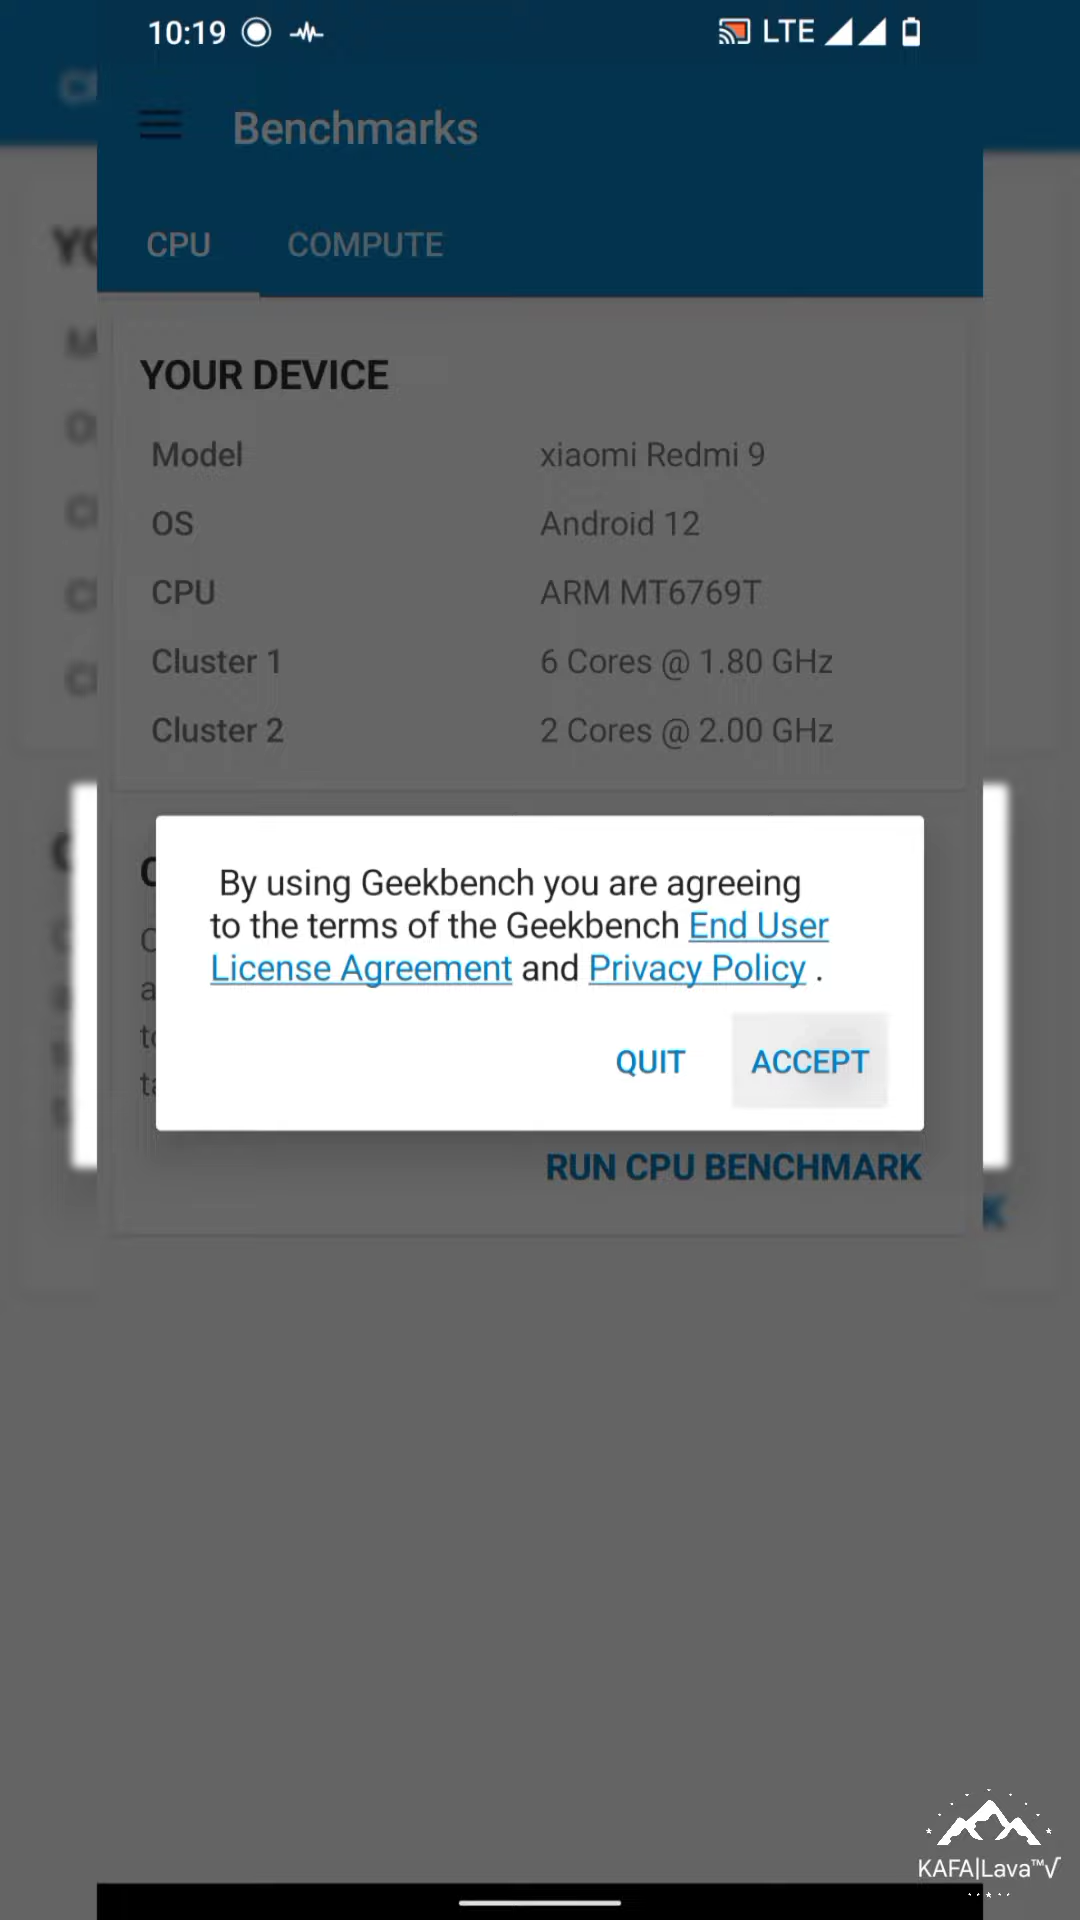 10:19 LTE
Benchmarks
CPU COMPUTE
YOUR DEVICE
Model xiaomi Redmi 9
OS Android 12
CPU ARM MT6769T
Cluster 1 6 Cores @ 1.80 GHz
Cluster 2 2 Cores @ 2.00 GHz
By using Geekbench you are agreeing
to the terms of the Geekbench End User
License Agreement and Privacy Policy .
QUIT ACCEPT
RUN CPU BENCHMARK
KAFA|Lava™√